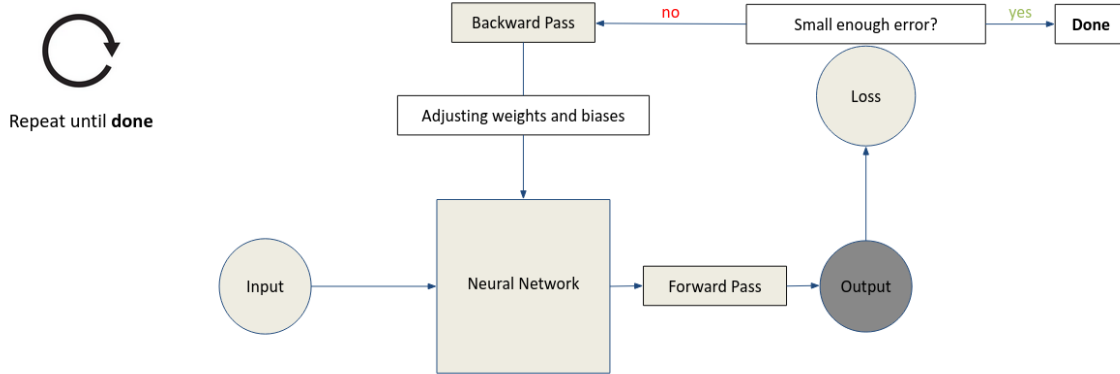 Backward Pass
no
Small enough error?
yes
Done
Repeat until done
Adjusting weights and biases
Loss
Input
Neural Network
Forward Pass
Output